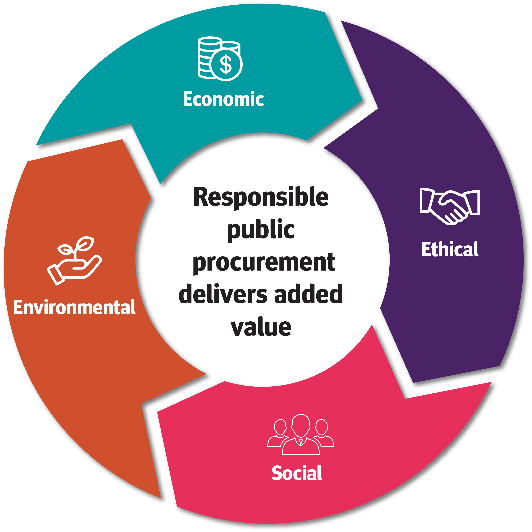 Economic
Ethical
Social
Environmental
Responsible
public
procurement
delivers added
value